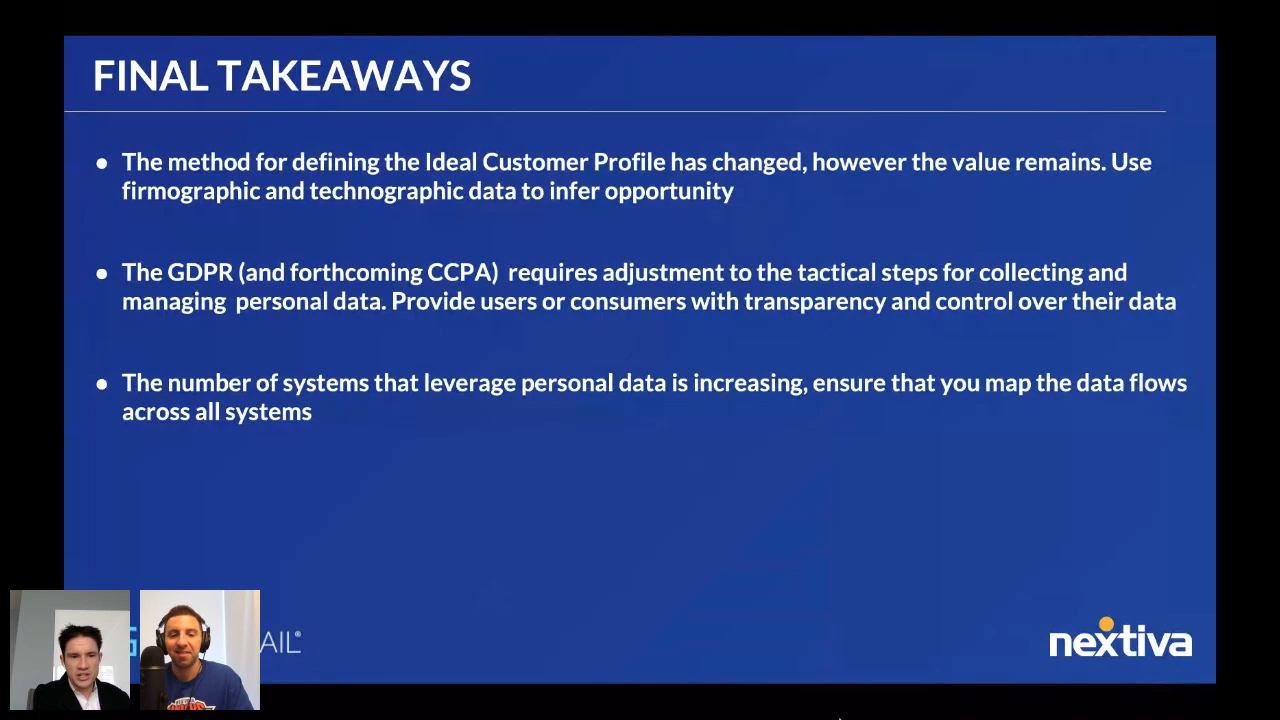 FINAL TAKEAWAYS
● The method for defining the Ideal Customer Profile has changed, however the value remains. Use
firmographic and technographic data to infer opportunity
● The GDPR (and forthcoming CCPA)  requires adjustment to the tactical steps for collecting and
managing  personal data. Provide users or consumers with transparency and control over their data
● The number of systems that leverage personal data is increasing, ensure that you map the data flows
across all systems
AIL®
nextiva